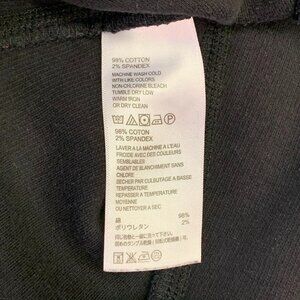 98% COTTON
2% SPANDEX
MACHINE WASH COLD
WITH LIKE COLORS
NON-CHLORINE BLEACH
TUMBLE DRY LOW
WARM IRON
OR DRY CLEAN
98% COTON
2% SPANDEX
LAVER A LA MACHINE A L'EAU
FROIDE AVEC DES COULEURS
SEMBLABLES
AGENT DE BLANCHIMENT SANS
CHLORE
SECHER PAR CULBUTAGE A BASSE
TEMPERATURE
REPASSER A TEMPERATURE
MOYENNE
OU NETTOYER A SEC
綿 98%
ポリウレタン 2%